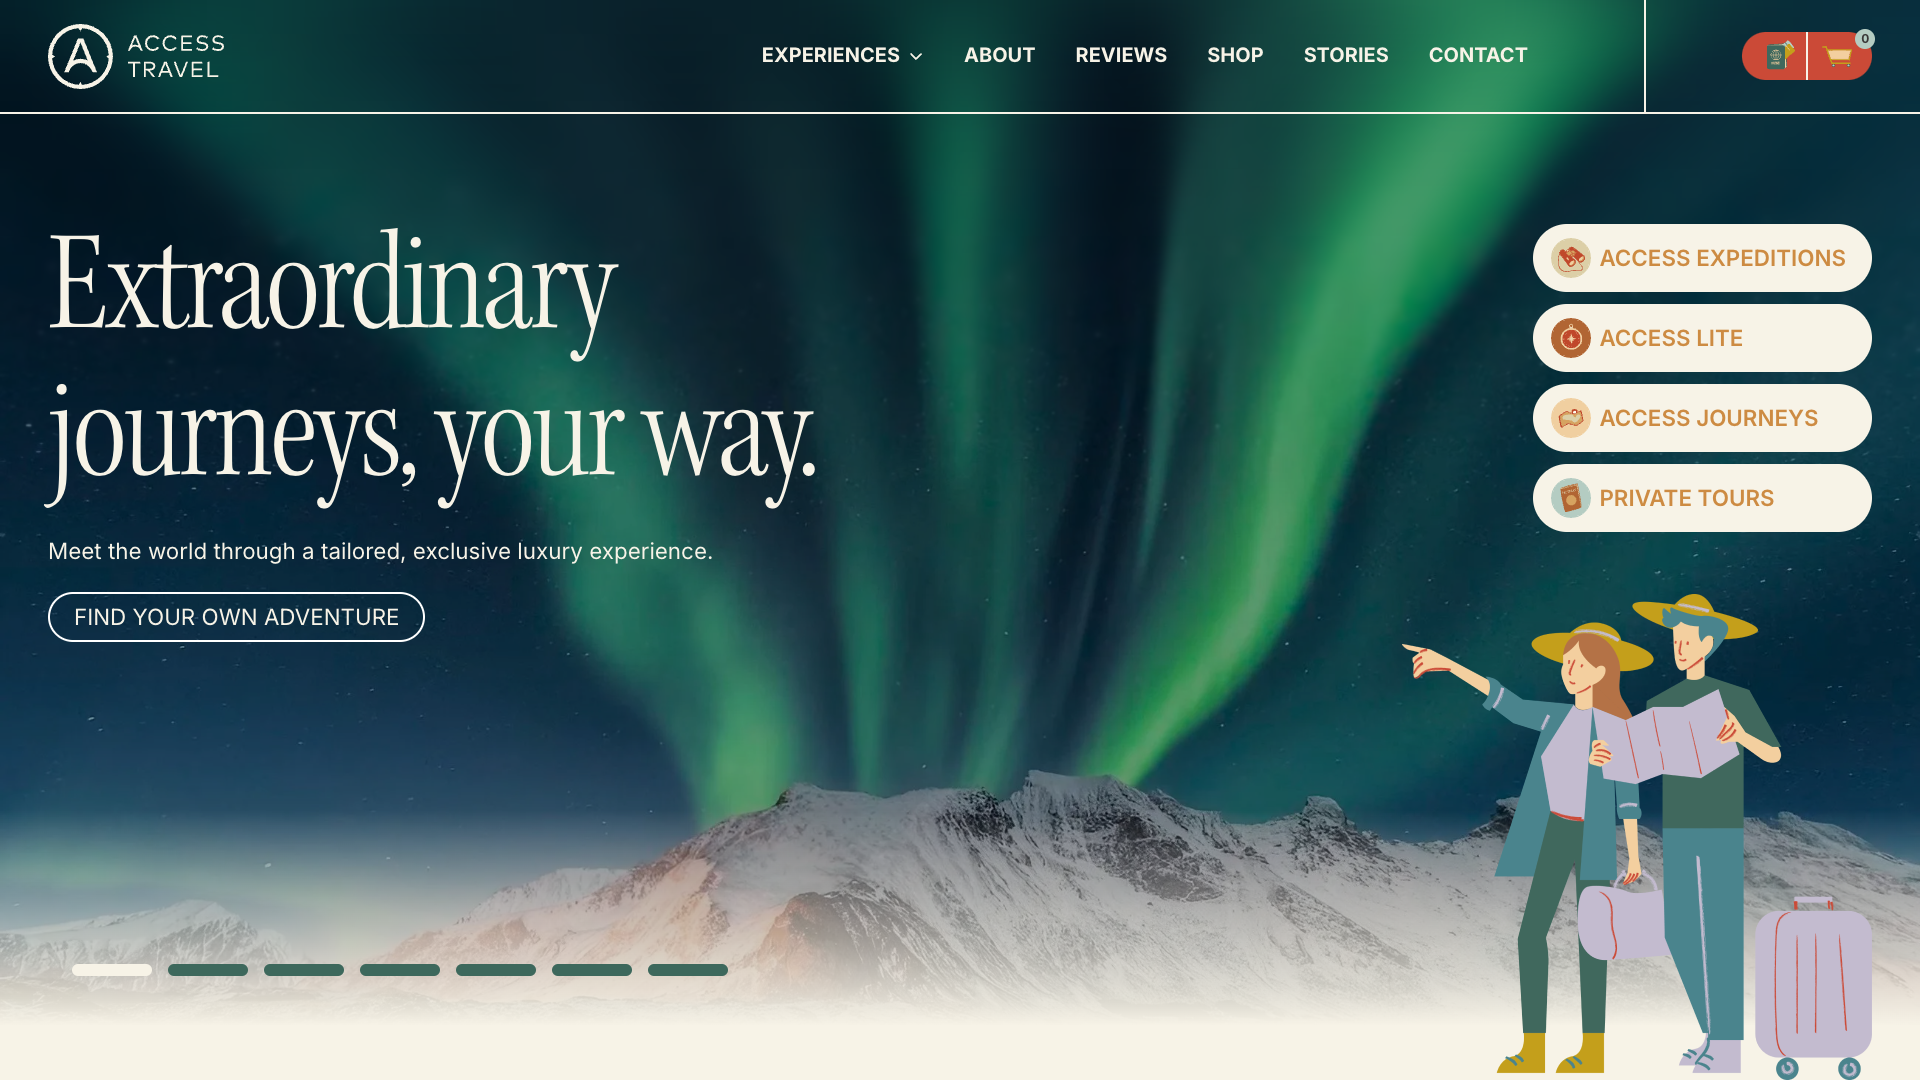 ACCESS
TRAVEL
EXPERIENCES
ABOUT
REVIEWS
SHOP
STORIES
CONTACT
0
Extraordinary
journeys, your way.
Meet the world through a tailored, exclusive luxury experience.
FIND YOUR OWN ADVENTURE
ACCESS EXPEDITIONS
ACCESS LITE
ACCESS JOURNEYS
PRIVATE TOURS